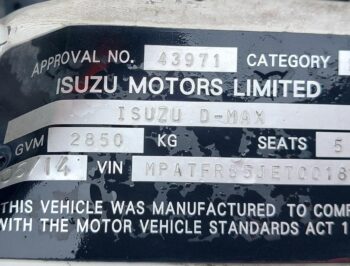 APPROVAL NO. 43971 CATEGORY
ISUZU MOTORS LIMITED
ISUZU D-MAX
GVM 2850 KG SEATS 5
/14 VIN
THIS VEHICLE WAS MANUFACTURED TO COMP
WITH THE MOTOR VEHICLE STANDARDS ACT 1